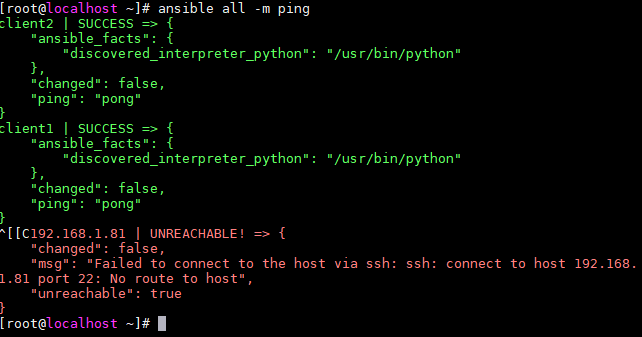 [root@localhost ~]# ansible all -m ping
client2 | SUCCESS => {
    "ansible_facts": {
        "discovered_interpreter_python": "/usr/bin/python"
    },
    "changed": false,
    "ping": "pong"
}
client1 | SUCCESS => {
    "ansible_facts": {
        "discovered_interpreter_python": "/usr/bin/python"
    },
    "changed": false,
    "ping": "pong"
}
^[[C192.168.1.81 | UNREACHABLE! => {
    "changed": false,
    "msg": "Failed to connect to the host via ssh: ssh: connect to host 192.168.
1.81 port 22: No route to host",
    "unreachable": true
}
[root@localhost ~]#